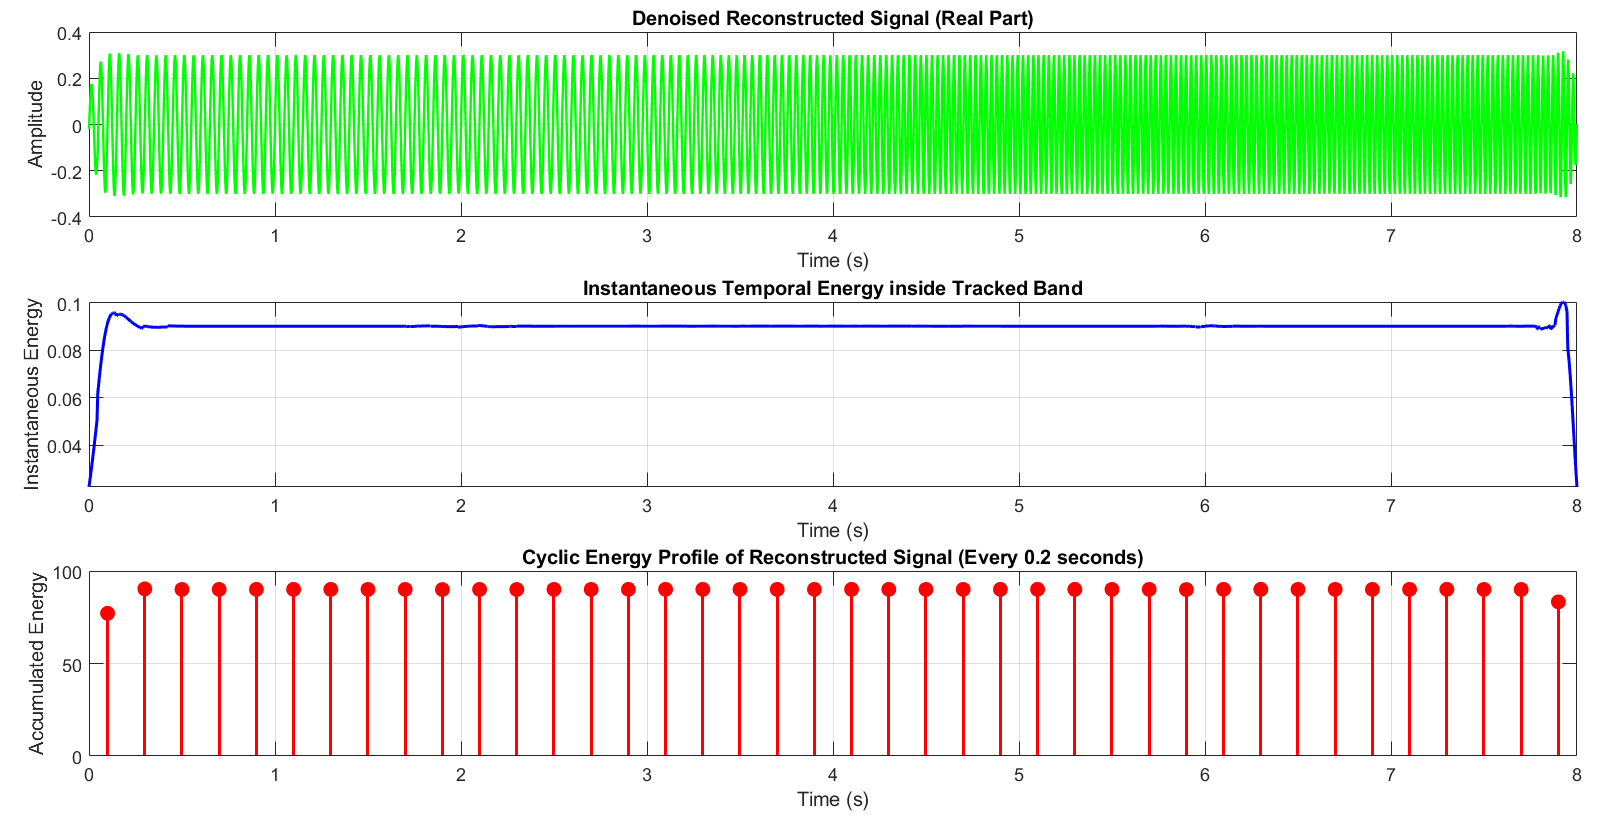 Denoised Reconstructed Signal (Real Part)
Amplitude
0.4
0.2
0
-0.2
-0.4
0 1 2 3 4 5 6 7 8
Time (s)
Instantaneous Temporal Energy inside Tracked Band
Instantaneous Energy
0.1
0.08
0.06
0.04
0 1 2 3 4 5 6 7 8
Time (s)
Cyclic Energy Profile of Reconstructed Signal (Every 0.2 seconds)
Accumulated Energy
100
50
0
0 1 2 3 4 5 6 7 8
Time (s)